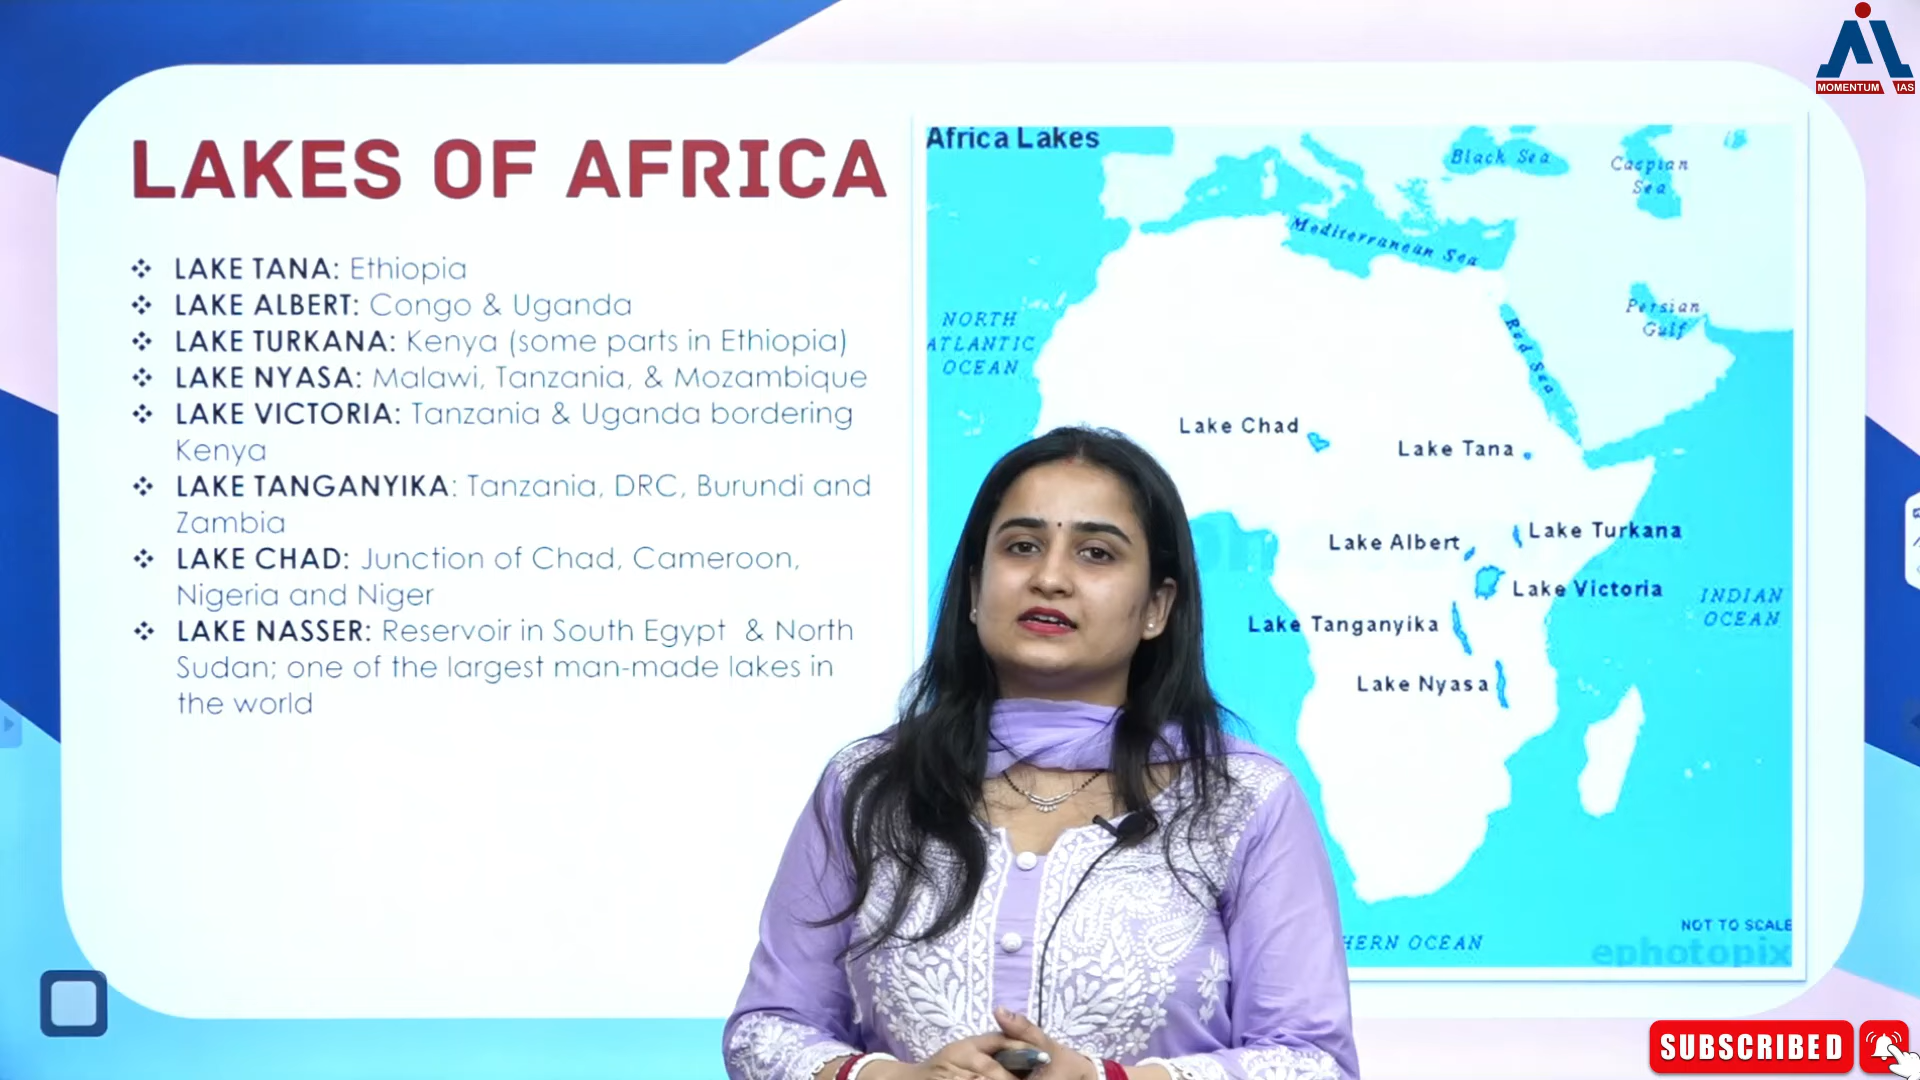 MOMENTUM IAS
LAKES OF AFRICA
❖ LAKE TANA: Ethiopia
❖ LAKE ALBERT: Congo & Uganda
❖ LAKE TURKANA: Kenya (some parts in Ethiopia)
❖ LAKE NYASA: Malawi, Tanzania, & Mozambique
❖ LAKE VICTORIA: Tanzania & Uganda bordering
Kenya
❖ LAKE TANGANYIKA: Tanzania, DRC, Burundi and
Zambia
❖ LAKE CHAD: Junction of Chad, Cameroon,
Nigeria and Niger
❖ LAKE NASSER: Reservoir in South Egypt & North
Sudan; one of the largest man-made lakes in
the world
Africa Lakes
Black Sea
Caspian
Sea
Mediterranean Sea
Persian
Gulf
NORTH
ATLANTIC
OCEAN
Red Sea
Lake Chad
Lake Tana
Lake Turkana
Lake Albert
Lake Victoria
INDIAN
OCEAN
Lake Tanganyika
Lake Nyasa
NOT TO SCALE
HERN OCEAN
ephotopix
SUBSCRIBED